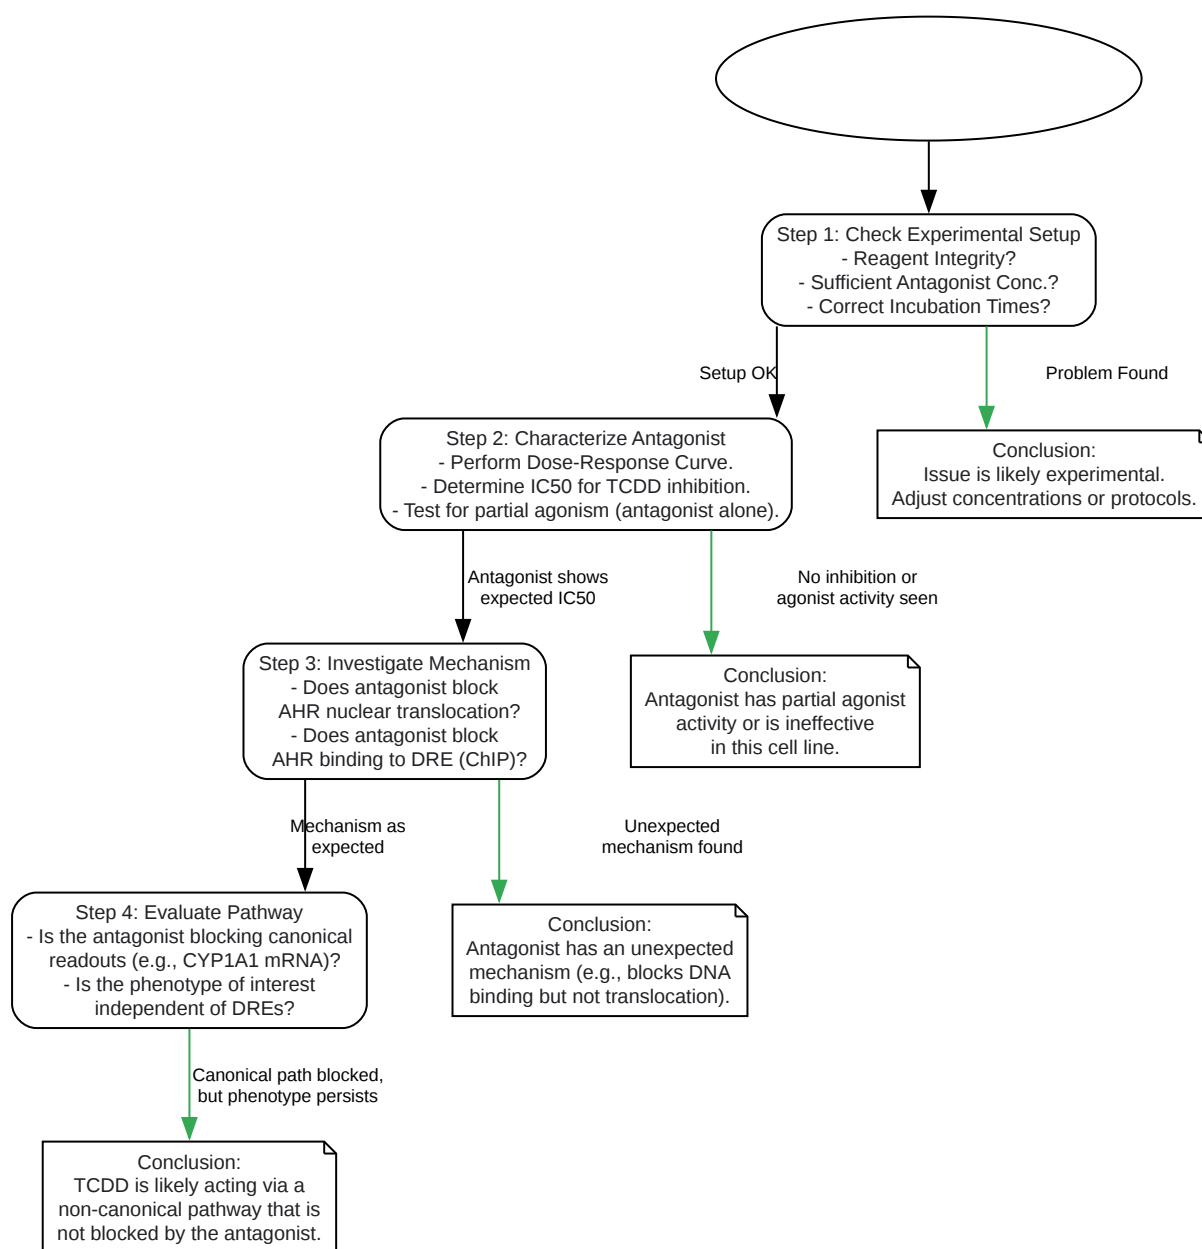 Step 1: Check Experimental Setup
- Reagent Integrity?
- Sufficient Antagonist Conc.?
- Correct Incubation Times?
Setup OK
Problem Found
Step 2: Characterize Antagonist
- Perform Dose-Response Curve.
- Determine IC50 for TCDD inhibition.
- Test for partial agonism (antagonist alone).
Conclusion:
Issue is likely experimental.
Adjust concentrations or protocols.
Antagonist shows
expected IC50
No inhibition or
agonist activity seen
Step 3: Investigate Mechanism
- Does antagonist block
AHR nuclear translocation?
- Does antagonist block
AHR binding to DRE (ChIP)?
Conclusion:
Antagonist has partial agonist
activity or is ineffective
in this cell line.
Mechanism as
expected
Unexpected
mechanism found
Step 4: Evaluate Pathway
- Is the antagonist blocking canonical
readouts (e.g., CYP1A1 mRNA)?
- Is the phenotype of interest
independent of DREs?
Conclusion:
Antagonist has an unexpected
mechanism (e.g., blocks DNA
binding but not translocation).
Canonical path blocked,
but phenotype persists
Conclusion:
TCDD is likely acting via a
non-canonical pathway that is
not blocked by the antagonist.